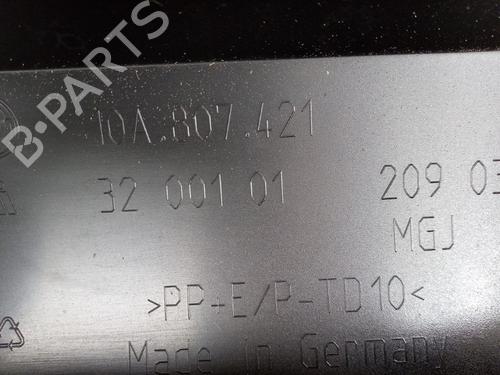 10A.807.421
32 001 01 209 03
MGJ
>PP+E/P-TD10<
Made in Germany
B-PARTS